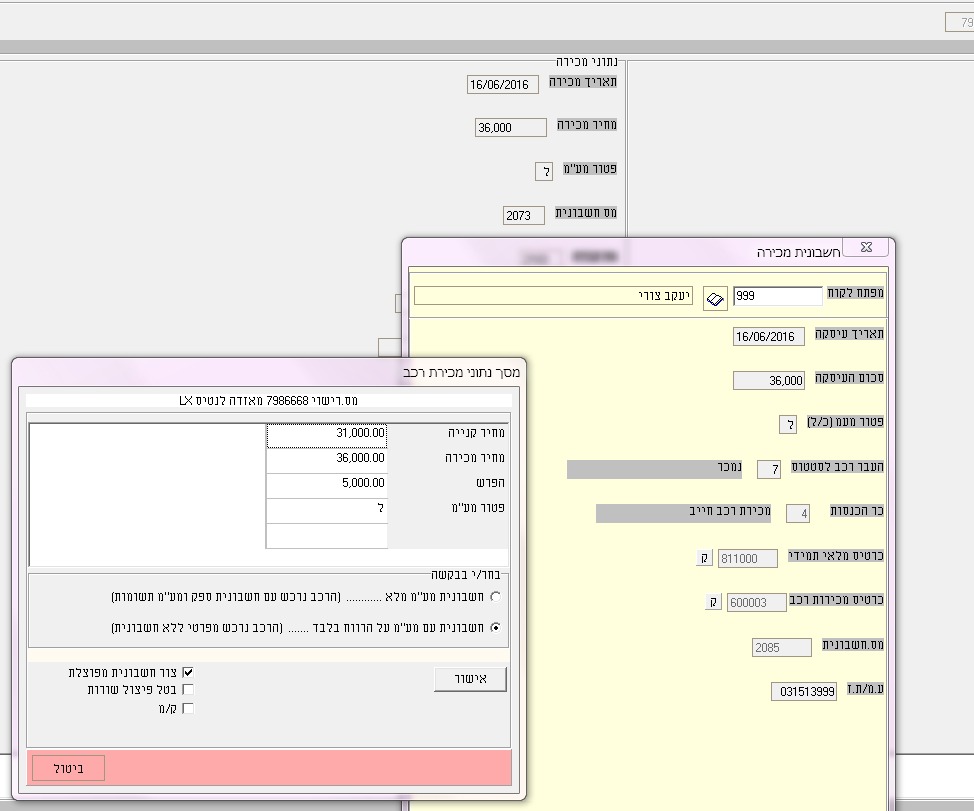 79
נתוני מכירה
תאריך מכירה 16/06/2016
מחיר מכירה 36,000
פטור מע"מ ל
מס חשבונית 2073
חשבונית מכירה
מפתח לקוח 999 יעקב צורי
תאריך עיסקה 16/06/2016
סכום העיסקה 36,000
פטור מעמ (כ/ל) ל
העבר רכב לסטטוס 7 נמכר
כר הכנסות 4 מכירת רכב חייב
כרטיס מלאי תמידי 811000 ק
כרטיס מכירות רכב 600003 ק
מס.חשבונית 2085
ע.מ/ת.ז 031513999
מסך נתוני מכירת רכב
מס.רישוי 7986668 מאזדה לנטיס LX
מחיר קנייה 31,000.00
מחיר מכירה 36,000.00
הפרש 5,000.00
פטור מע"מ ל
בחר/י בבקשה
חשבונית מע"מ מלא ............ (הרכב נרכש עם חשבונית ספק ומע"מ תשומות)
חשבונית עם מע"מ על הרווח בלבד ....... (הרכב נרכש מפרטי ללא חשבונית)
צור חשבונית מפוצלת
בטל פיצול שורות
ק/מ
אישור
ביטול